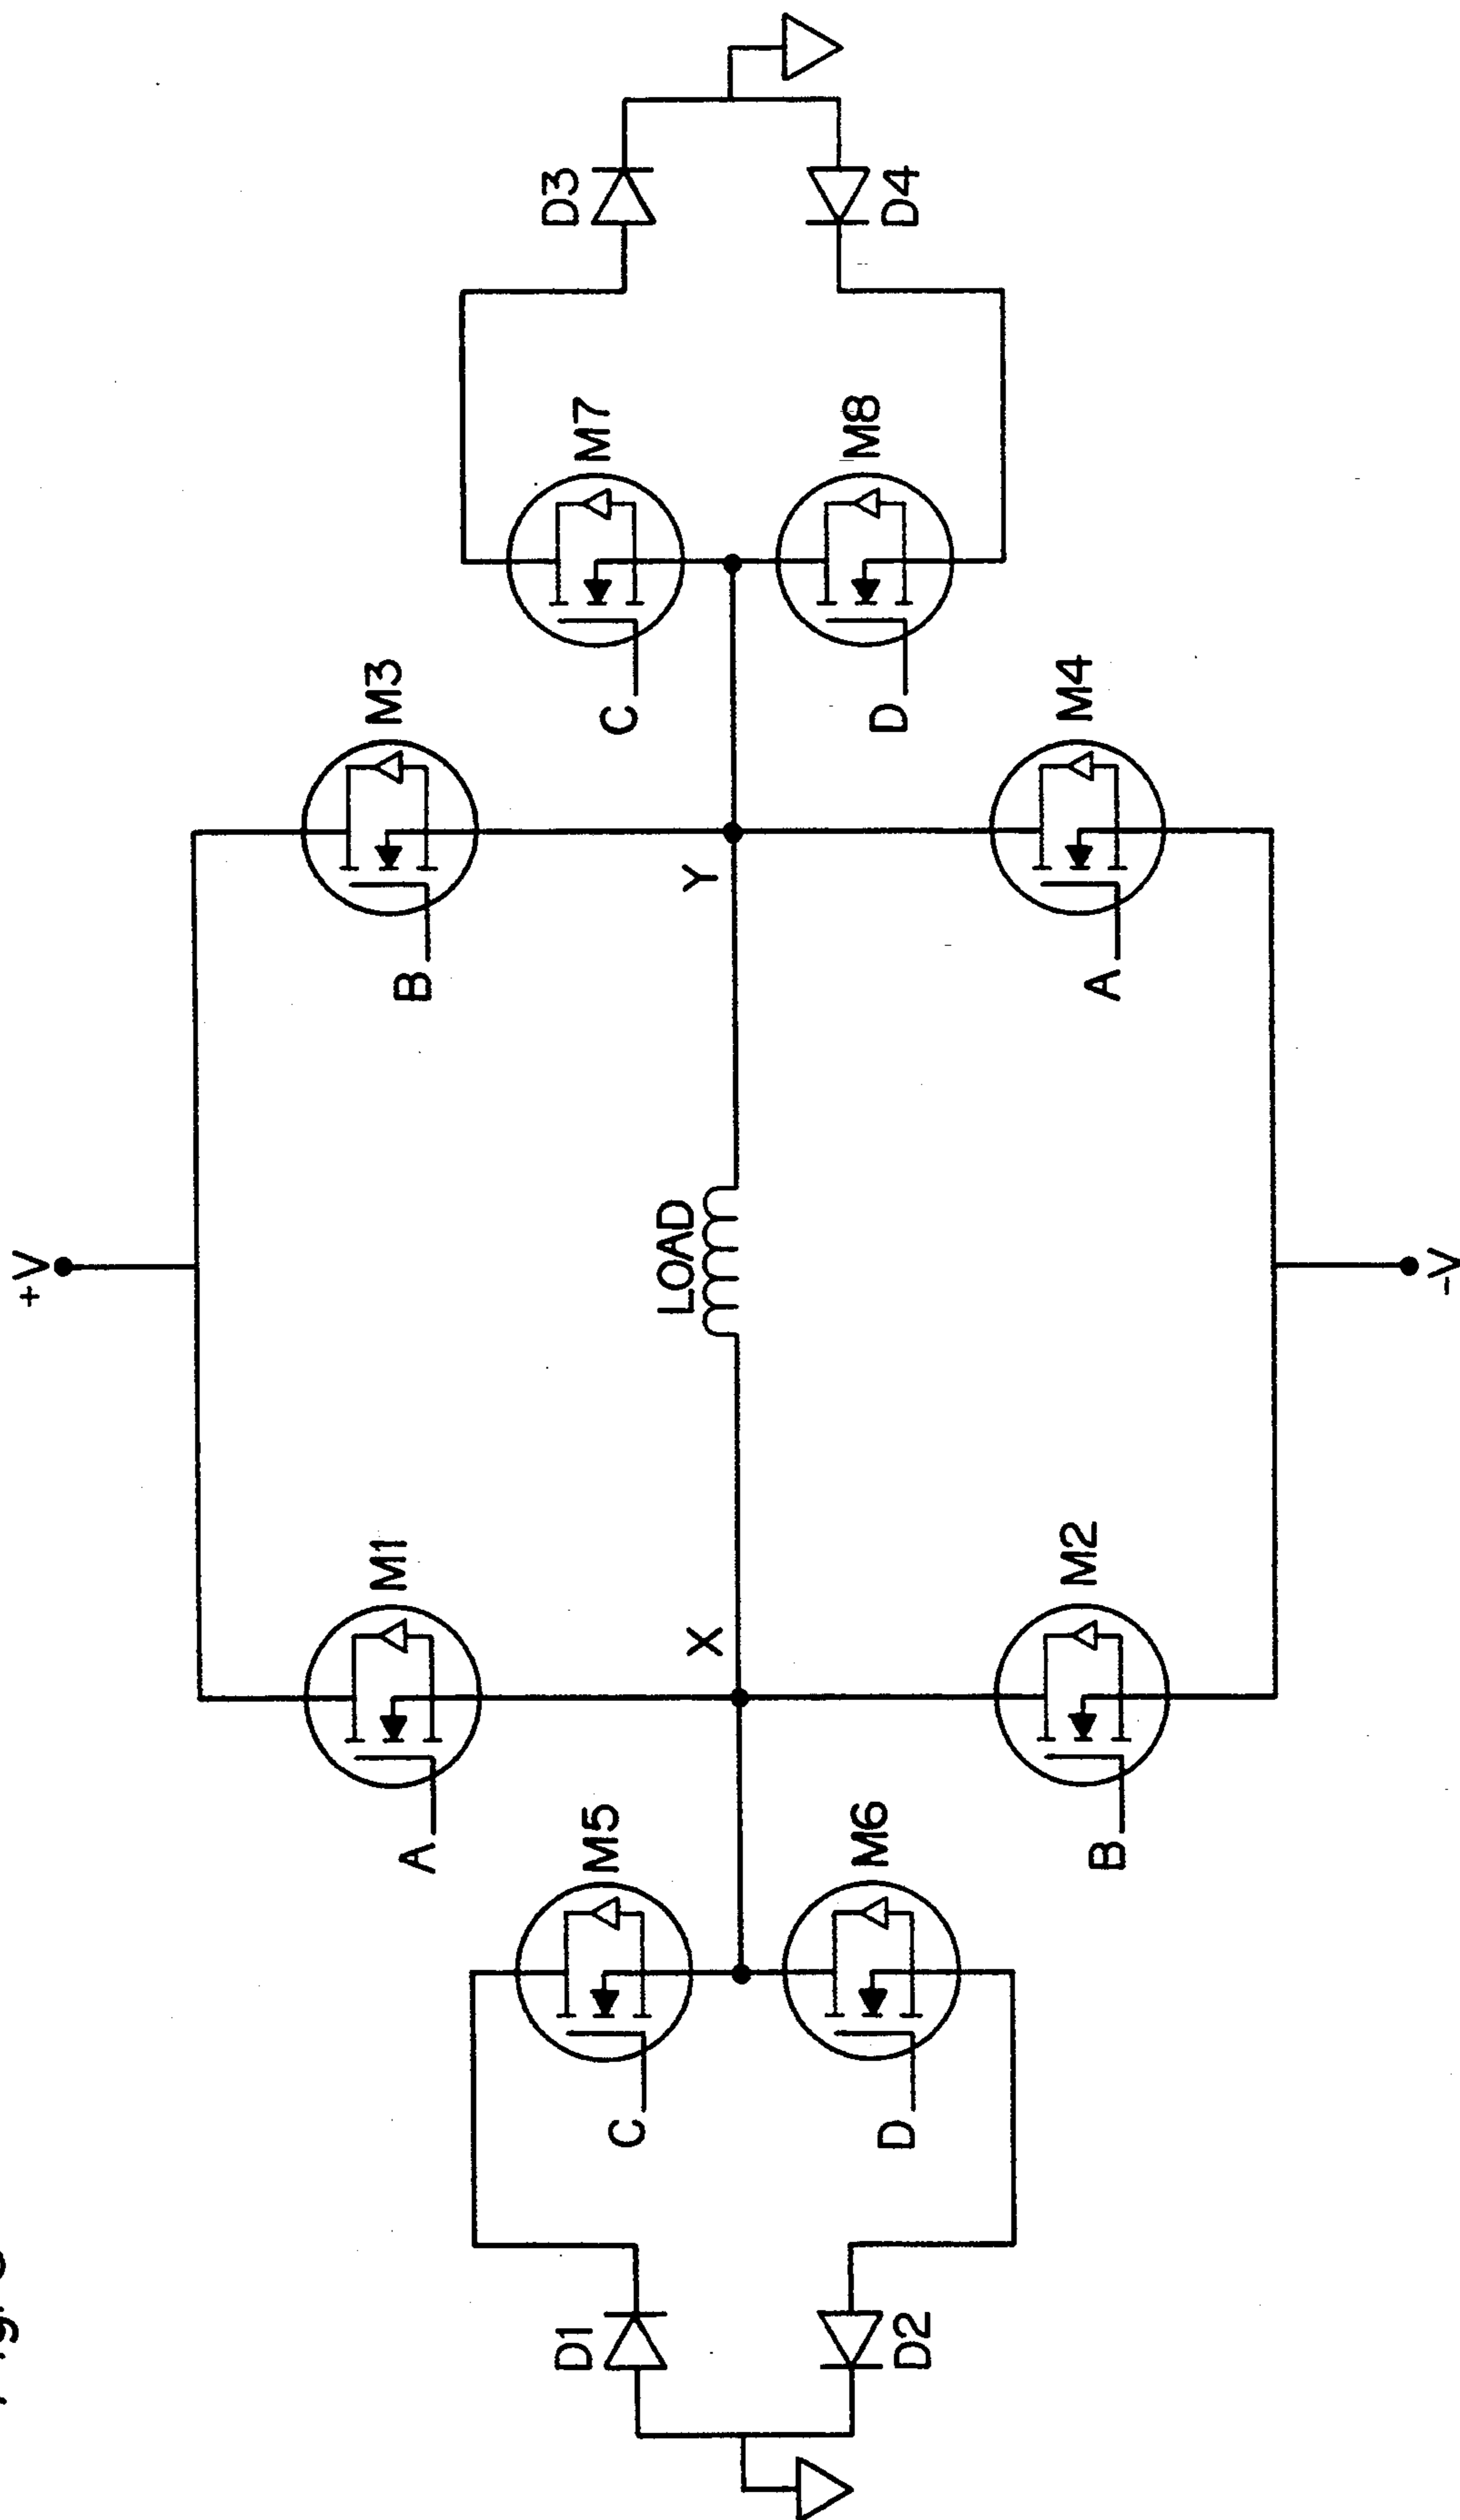 +V
A M1 B M3
D1 C M5 C M7 D3
X LOAD Y
D2 D M6 D M8 D4
B M2 A M4
-V